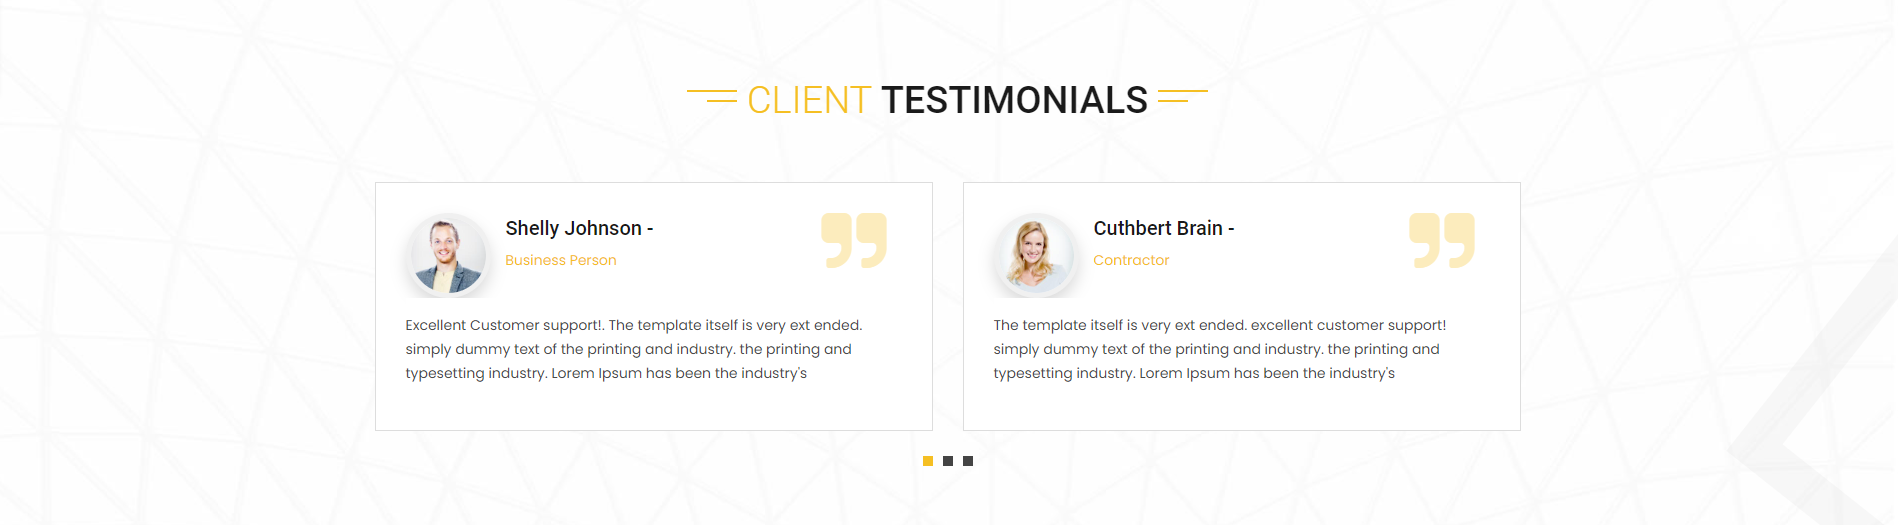 CLIENT TESTIMONIALS
Shelly Johnson -
Business Person
Excellent Customer support!. The template itself is very ext ended.
simply dummy text of the printing and industry. the printing and
typesetting industry. Lorem Ipsum has been the industry's
Cuthbert Brain -
Contractor
The template itself is very ext ended. excellent customer support!
simply dummy text of the printing and industry. the printing and
typesetting industry. Lorem Ipsum has been the industry's